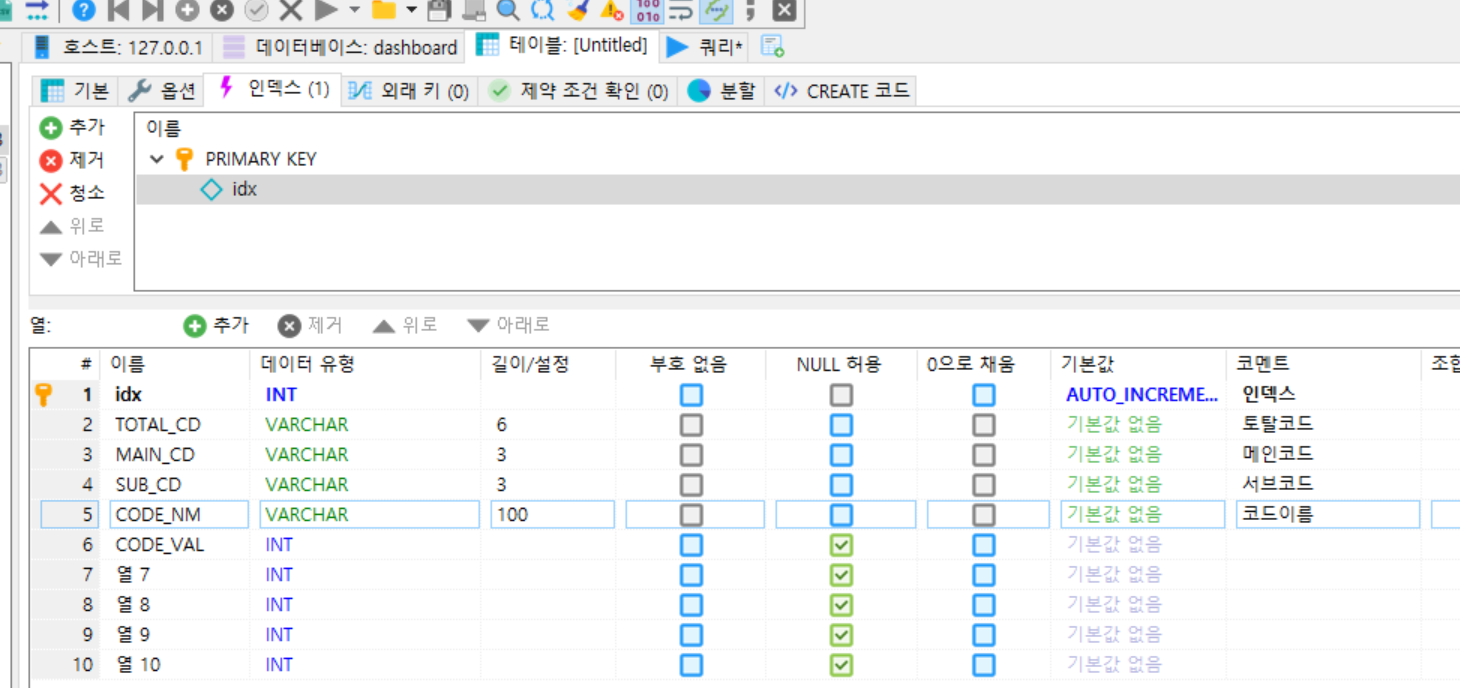 호스트: 127.0.0.1 데이터베이스: dashboard 테이블: [Untitled] 쿼리*
기본 옵션 인덱스 (1) 외래 키 (0) 제약 조건 확인 (0) 분할 CREATE 코드
추가
제거
청소
위로
아래로
이름
PRIMARY KEY
idx
열: 추가 제거 위로 아래로
# 이름 데이터 유형 길이/설정 부호 없음 NULL 허용 0으로 채움 기본값 코멘트
1 idx INT AUTO_INCREME... 인덱스
2 TOTAL_CD VARCHAR 6 기본값 없음 토탈코드
3 MAIN_CD VARCHAR 3 기본값 없음 메인코드
4 SUB_CD VARCHAR 3 기본값 없음 서브코드
5 CODE_NM VARCHAR 100 기본값 없음 코드이름
6 CODE_VAL INT 기본값 없음
7 열 7 INT 기본값 없음
8 열 8 INT 기본값 없음
9 열 9 INT 기본값 없음
10 열 10 INT 기본값 없음